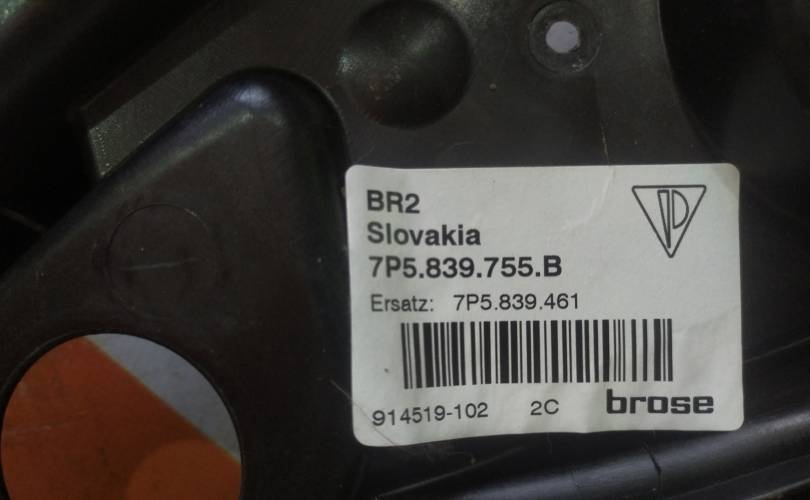 BR2
Slovakia
7P5.839.755.B
Ersatz: 7P5.839.461
914519-102 2C brose